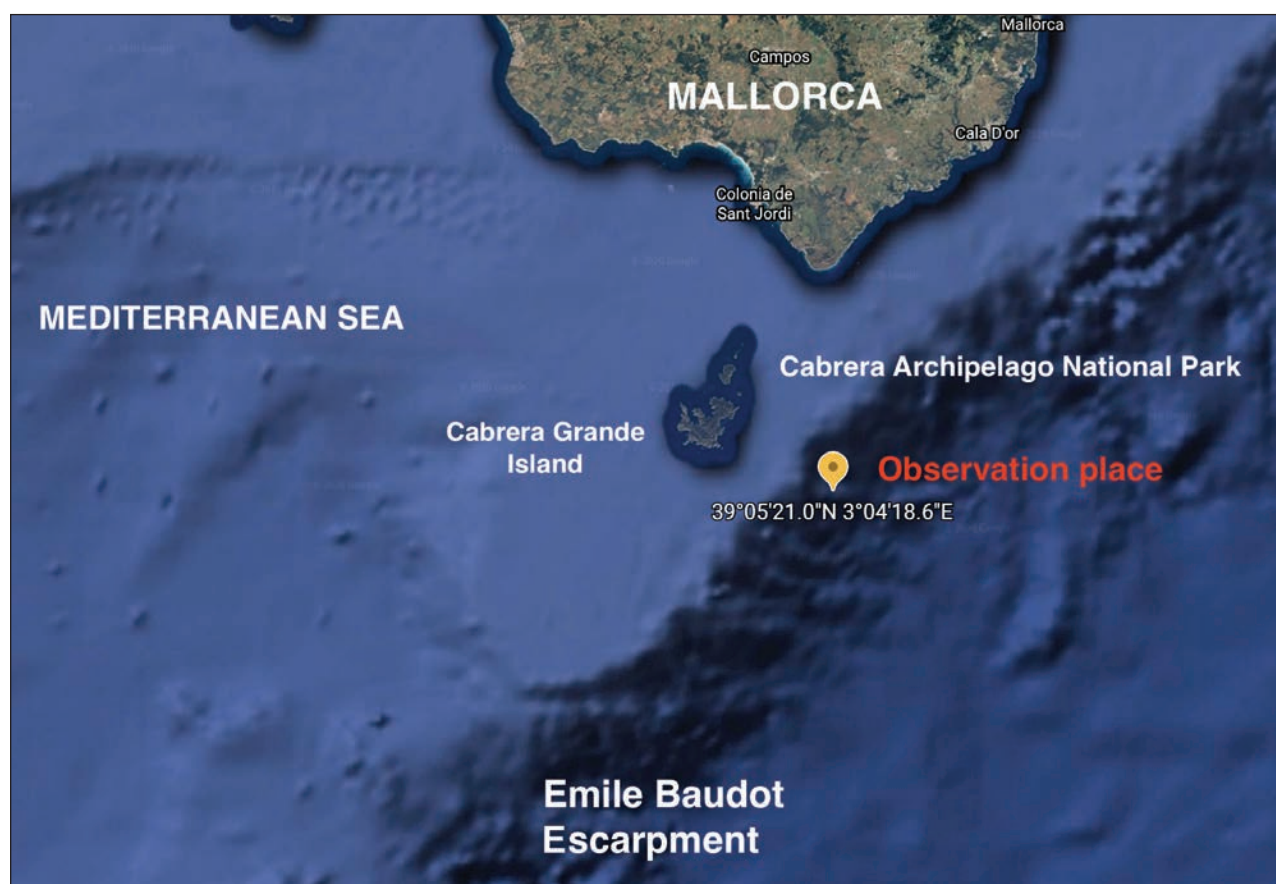 Mallorca
Campos
MALLORCA
Cala D'or
Colonia de
Sant Jordi
MEDITERRANEAN SEA
Cabrera Archipelago National Park
Cabrera Grande
Island
Observation place
39°05'21.0"N 3°04'18.6"E
Emile Baudot
Escarpment